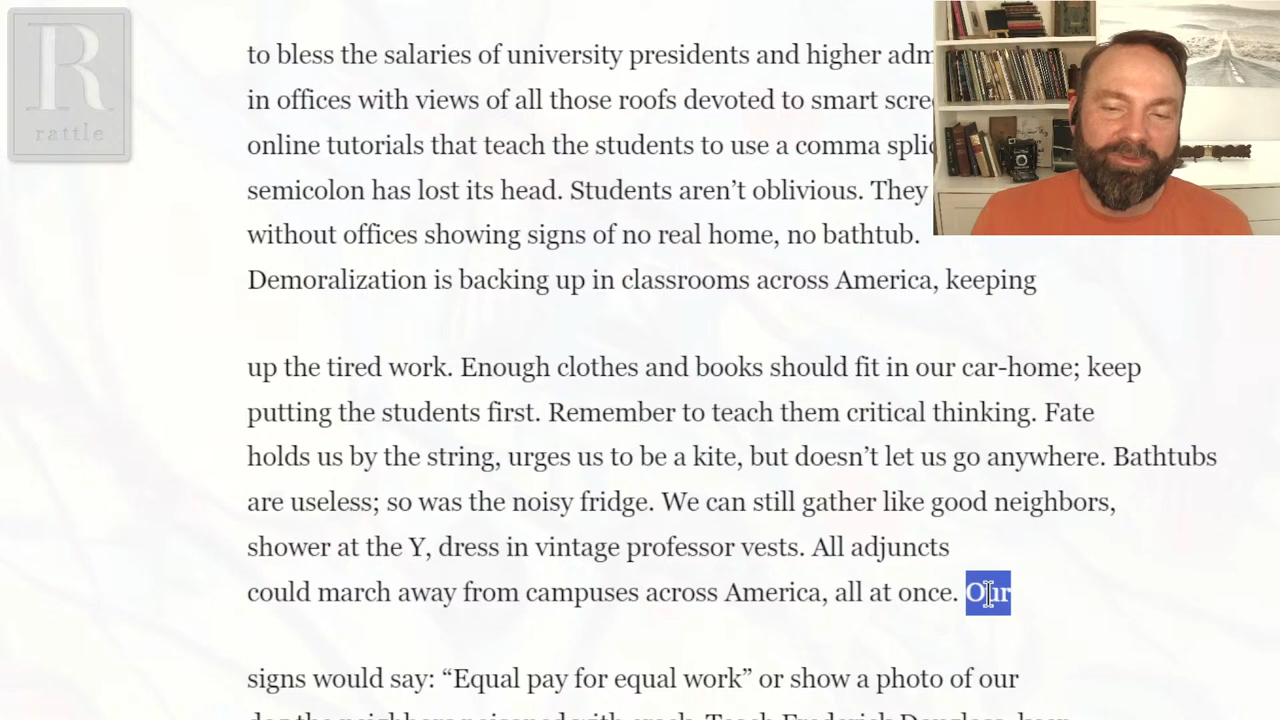 R
rattle
to bless the salaries of university presidents and higher
in offices with views of all those roofs devoted to smart
online tutorials that teach the students to use a comma
semicolon has lost its head. Students aren’t oblivious. They
without offices showing signs of no real home, no bathtub.
Demoralization is backing up in classrooms across America, keeping
up the tired work. Enough clothes and books should fit in our car-home; keep
putting the students first. Remember to teach them critical thinking. Fate
holds us by the string, urges us to be a kite, but doesn’t let us go anywhere. Bathtubs
are useless; so was the noisy fridge. We can still gather like good neighbors,
shower at the Y, dress in vintage professor vests. All adjuncts
could march away from campuses across America, all at once. Our
signs would say: “Equal pay for equal work” or show a photo of our